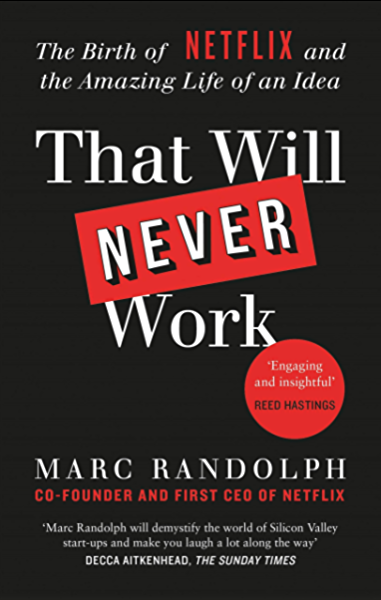 The Birth of NETFLIX and
the Amazing Life of an Idea
That Will
NEVER
Work
‘Engaging
and insightful’
REED HASTINGS
MARC RANDOLPH
CO-FOUNDER AND FIRST CEO OF NETFLIX
‘Marc Randolph will demystify the world of Silicon Valley
start-ups and make you laugh a lot along the way’
DECCA AITKENHEAD, THE SUNDAY TIMES